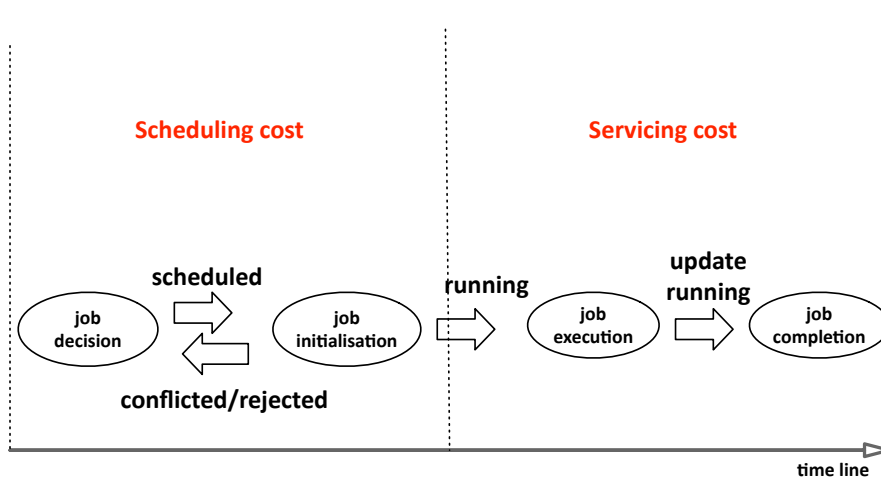 Scheduling cost
Servicing cost
scheduled
running
update
running
job
decision
job
initialisation
job
execution
job
completion
conflicted/rejected
time line